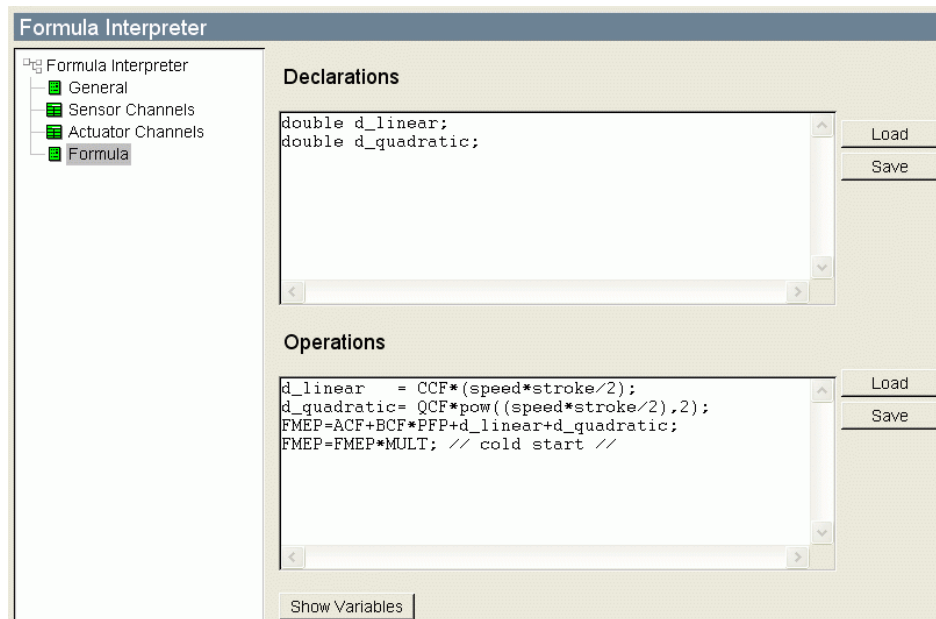 Formula Interpreter
Formula Interpreter
General
Sensor Channels
Actuator Channels
Formula
Declarations
double d_linear;
double d_quadratic;
Load
Save
Operations
d_linear   = CCF*(speed*stroke/2);
d_quadratic= QCF*pow((speed*stroke/2),2);
FMEP=ACF+BCF*PFP+d_linear+d_quadratic;
FMEP=FMEP*MULT; // cold start //
Load
Save
Show Variables